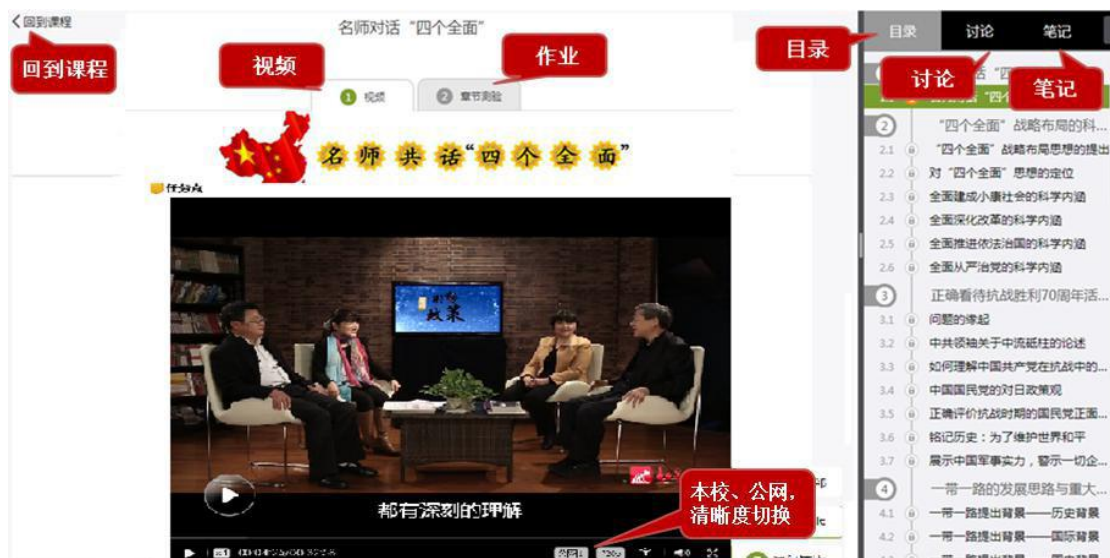 回到课程
回到课程
名师对话“四个全面”
视频
作业
1 视频
2 章节测验
名师共话“四个全面”
任务点
政策
都有深刻的理解
本校、公网，
清晰度切换
目录
目录
讨论
笔记
讨论
笔记
2 “四个全面”战略布局的科...
2.1 “四个全面”战略布局思想的提出
2.2 对“四个全面”思想的定位
2.3 全面建成小康社会的科学内涵
2.4 全面深化改革的科学内涵
2.5 全面推进依法治国的科学内涵
2.6 全面从严治党的科学内涵
3 正确看待抗战胜利70周年活...
3.1 问题的缘起
3.2 中共领袖关于中流砥柱的论述
3.3 如何理解中国共产党在抗战中的...
3.4 中国国民党的对日政策观
3.5 正确评价抗战时期的国民党正面...
3.6 铭记历史：为了维护世界和平
3.7 展示中国军事实力，警示一切企...
4 一带一路的发展思路与重大...
4.1 一带一路提出背景——历史背景
4.2 一带一路提出背景——国际背景